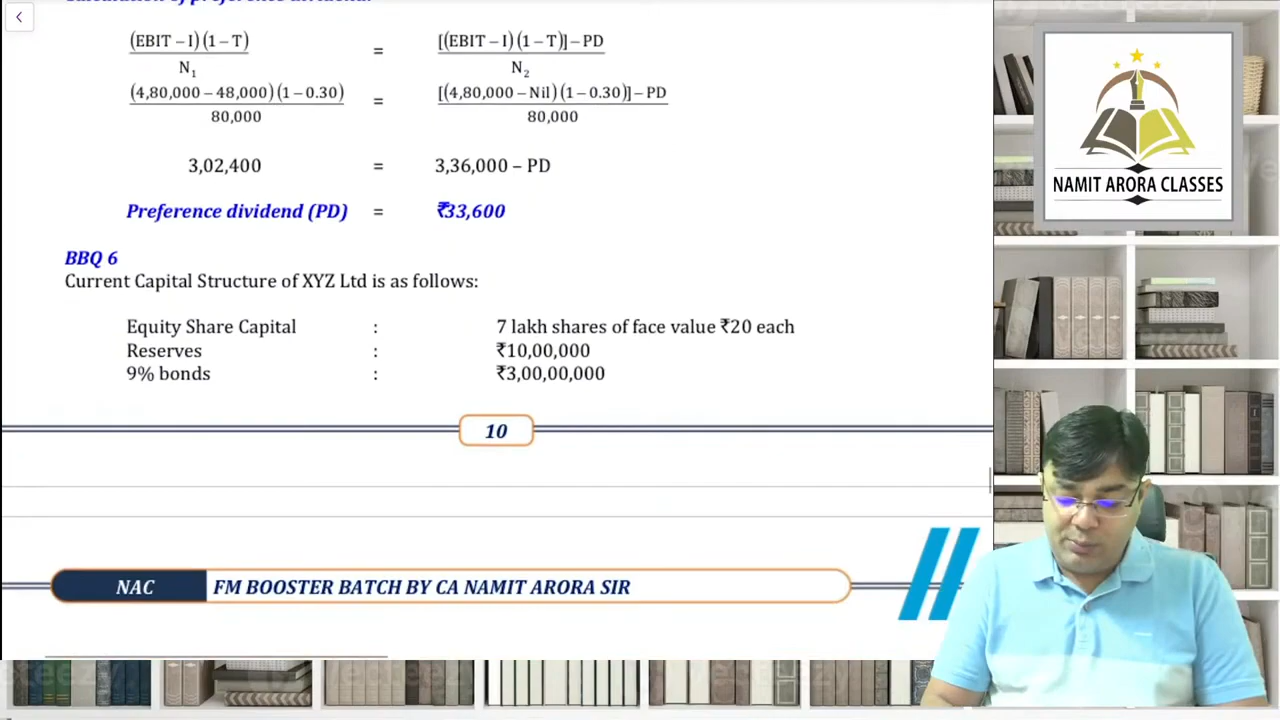 (EBIT – I) (1 – T) / N₁ = [(EBIT – I) (1 – T)] – PD / N₂
(4,80,000 – 48,000) (1 – 0.30) / 80,000 = [(4,80,000 – Nil) (1 – 0.30)] – PD / 80,000
3,02,400 = 3,36,000 – PD
Preference dividend (PD) = ₹33,600
BBQ 6
Current Capital Structure of XYZ Ltd is as follows:
Equity Share Capital : 7 lakh shares of face value ₹20 each
Reserves : ₹10,00,000
9% bonds : ₹3,00,00,000
10
NAC FM BOOSTER BATCH BY CA NAMIT ARORA SIR
NAMIT ARORA CLASSES